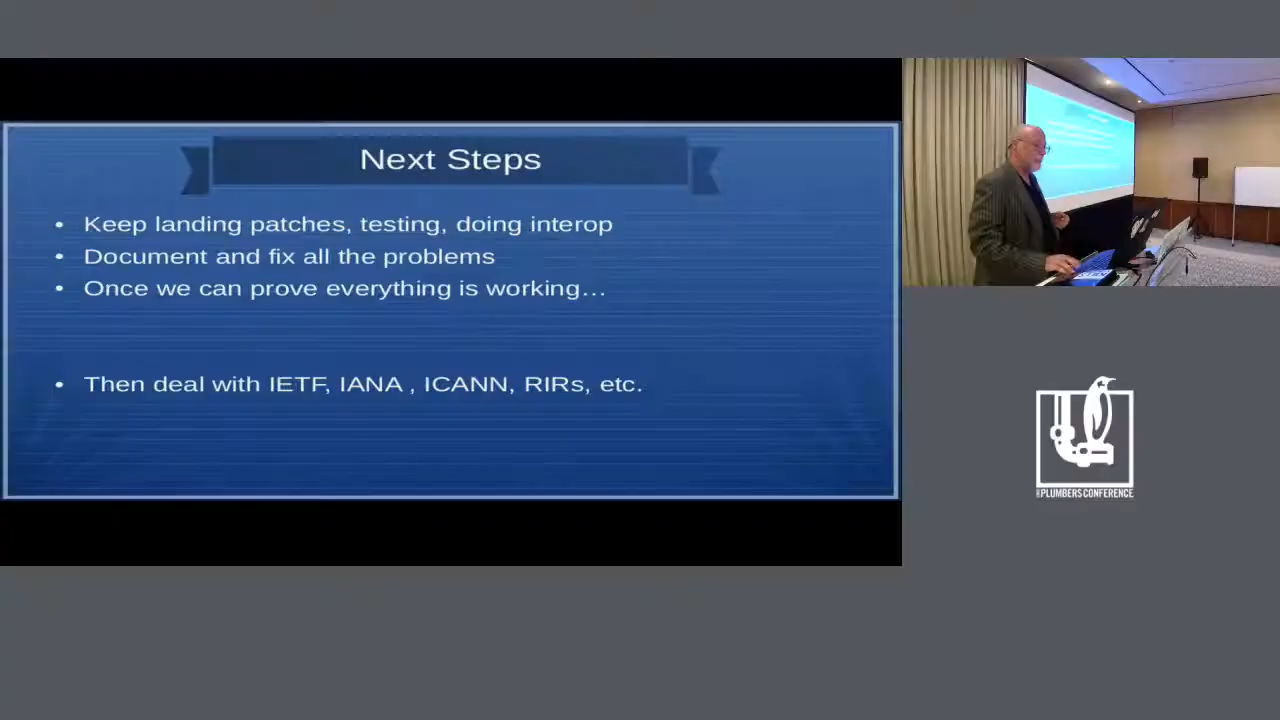 Next Steps
• Keep landing patches, testing, doing interop
• Document and fix all the problems
• Once we can prove everything is working…
• Then deal with IETF, IANA , ICANN, RIRs, etc.
PLUMBERS CONFERENCE